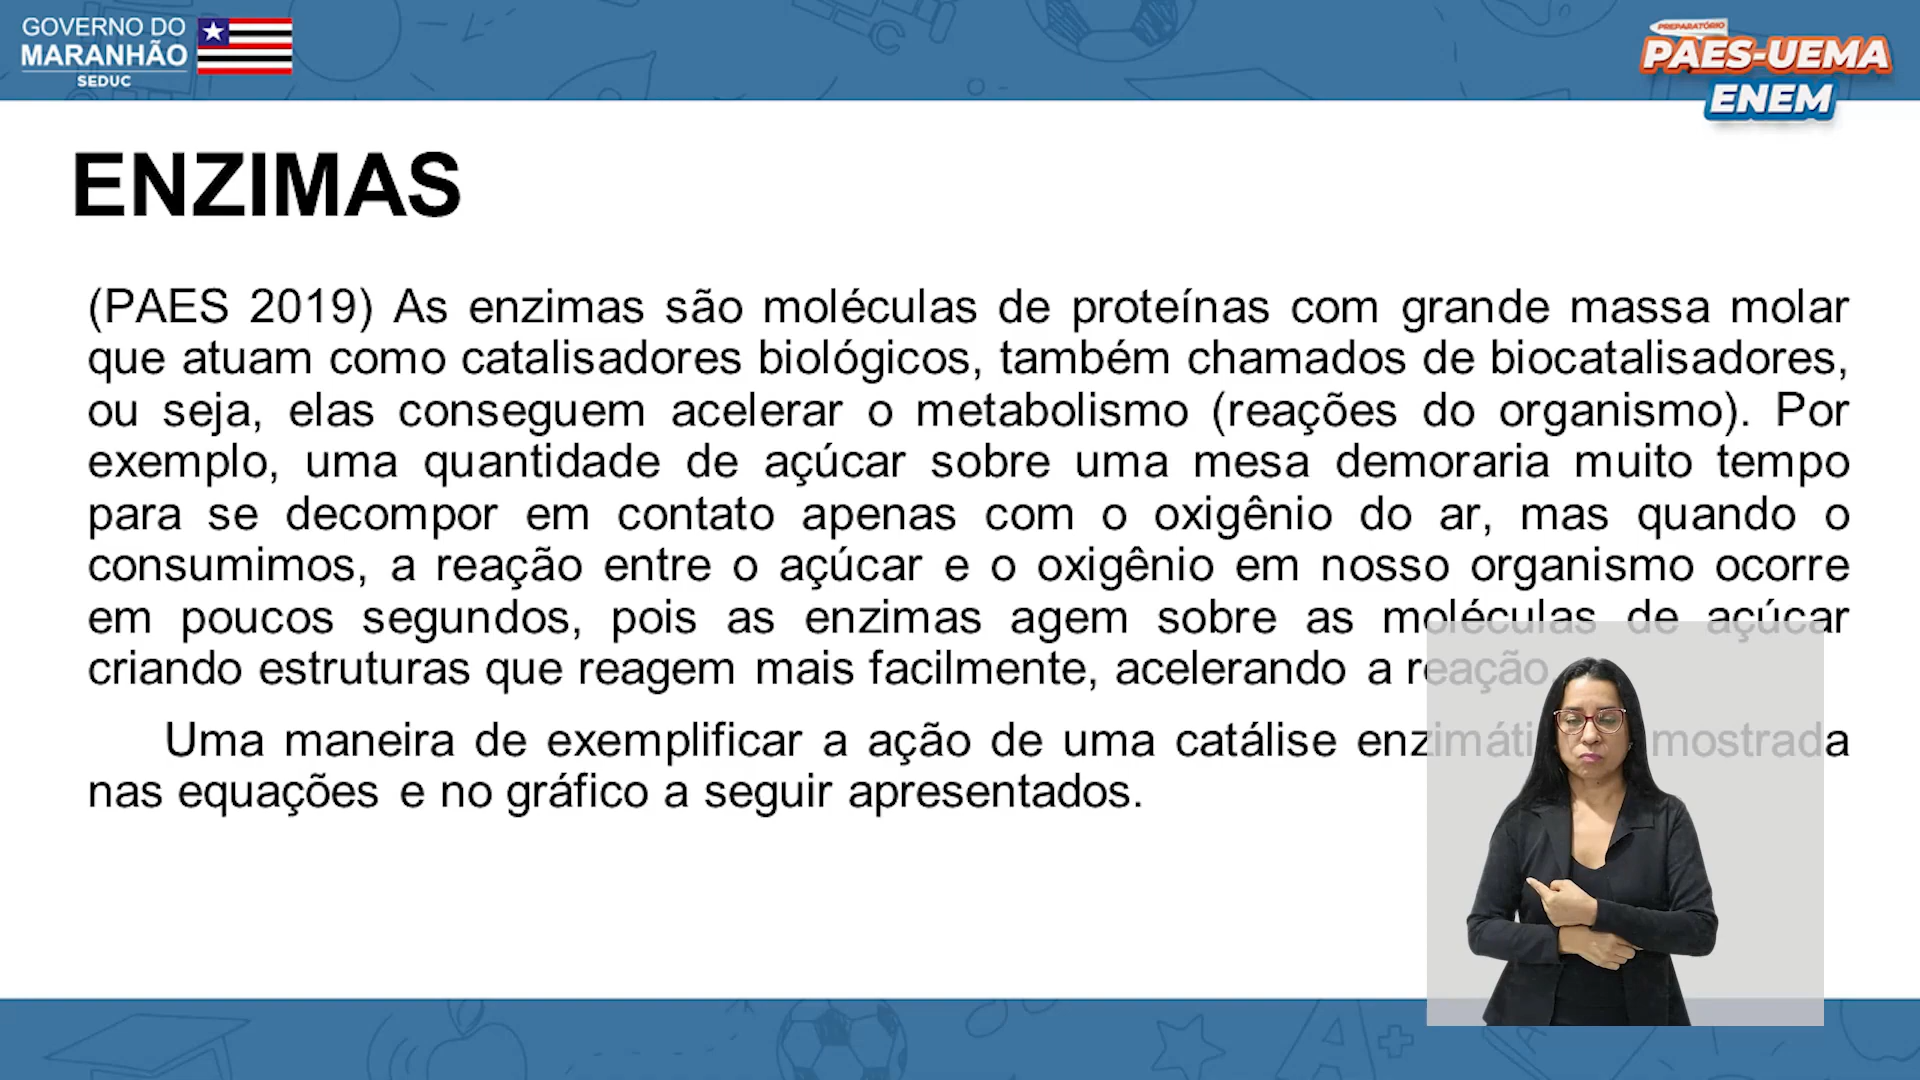 GOVERNO DO
MARANHÃO
SEDUC
PREPARATÓRIO
PAES-UEMA
ENEM
ENZIMAS
(PAES 2019) As enzimas são moléculas de proteínas com grande massa molar
que atuam como catalisadores biológicos, também chamados de biocatalisadores,
ou seja, elas conseguem acelerar o metabolismo (reações do organismo). Por
exemplo, uma quantidade de açúcar sobre uma mesa demoraria muito tempo
para se decompor em contato apenas com o oxigênio do ar, mas quando o
consumimos, a reação entre o açúcar e o oxigênio em nosso organismo ocorre
em poucos segundos, pois as enzimas agem sobre as moléculas de açúcar
criando estruturas que reagem mais facilmente, acelerando a reação.
Uma maneira de exemplificar a ação de uma catálise mostrada
nas equações e no gráfico a seguir apresentados.